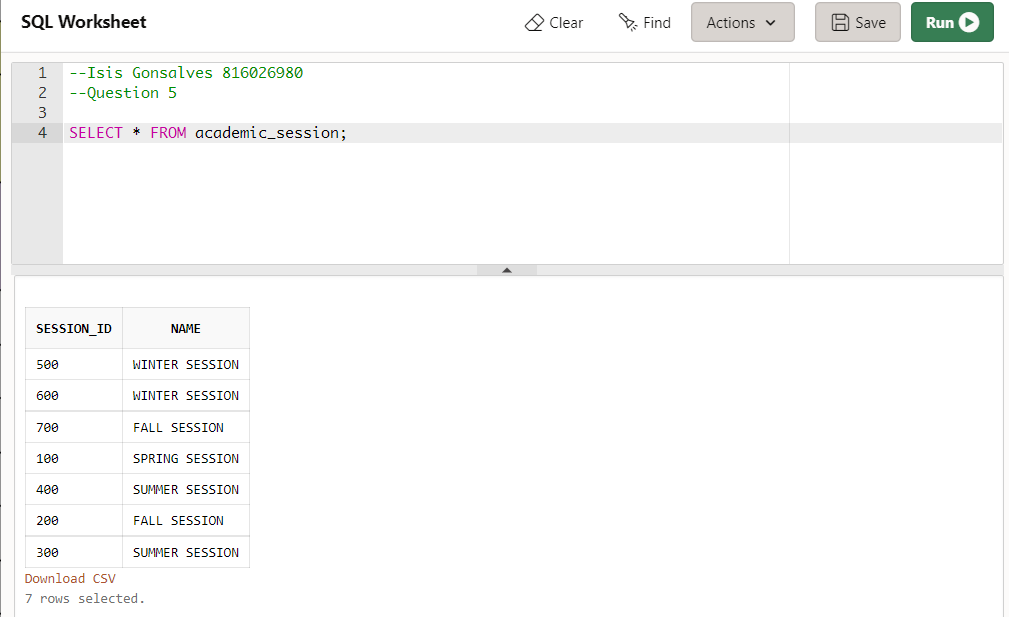 SQL Worksheet Clear Find Actions Save Run
1 --Isis Gonsalves 816026980
2 --Question 5
3
4 SELECT * FROM academic_session;
SESSION_ID NAME
500 WINTER SESSION
600 WINTER SESSION
700 FALL SESSION
100 SPRING SESSION
400 SUMMER SESSION
200 FALL SESSION
300 SUMMER SESSION
Download CSV
7 rows selected.